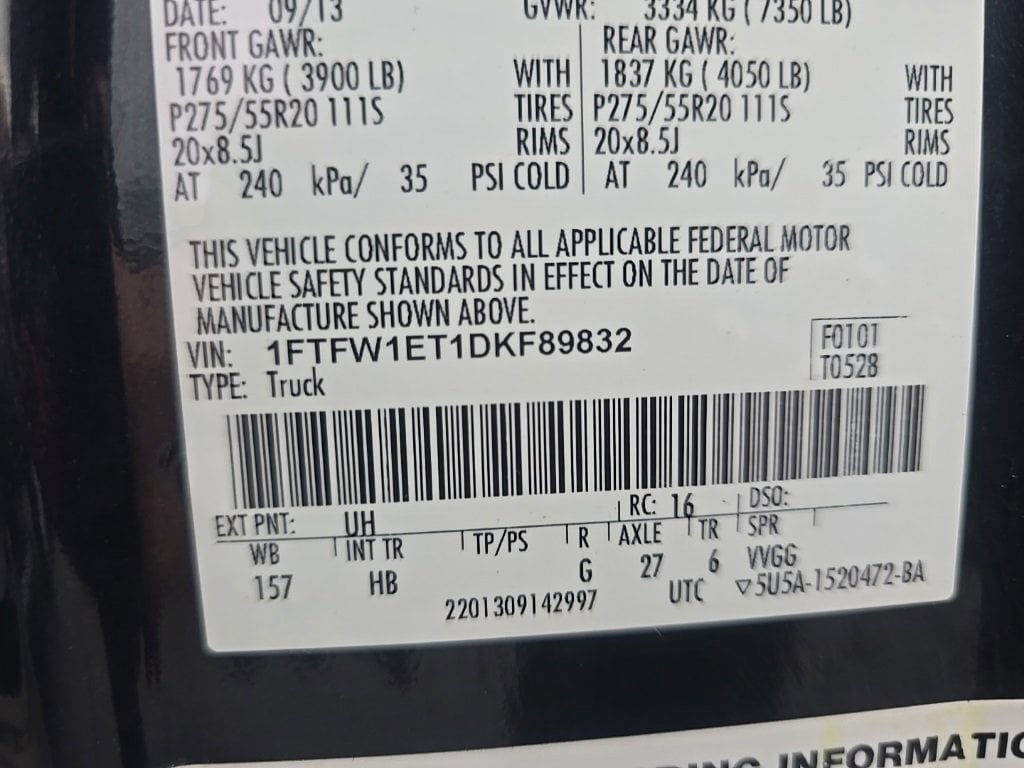 DATE: 09/13 GVWR: 3334 KG ( 7350 LB)
FRONT GAWR: REAR GAWR:
1769 KG ( 3900 LB) WITH 1837 KG ( 4050 LB) WITH
P275/55R20 111S TIRES P275/55R20 111S TIRES
20x8.5J RIMS 20x8.5J RIMS
AT 240 kPa/ 35 PSI COLD AT 240 kPa/ 35 PSI COLD
THIS VEHICLE CONFORMS TO ALL APPLICABLE FEDERAL MOTOR
VEHICLE SAFETY STANDARDS IN EFFECT ON THE DATE OF
MANUFACTURE SHOWN ABOVE.
VIN: 1FTFW1ET1DKF89832 F0101
TYPE: Truck T0528
EXT PNT: UH RC: 16 DSO:
WB INT TR TP/PS R AXLE TR SPR
157 HB G 27 6 VVGG
2201309142997 UTC ▽5U5A-1520472-BA
INFORMATIO